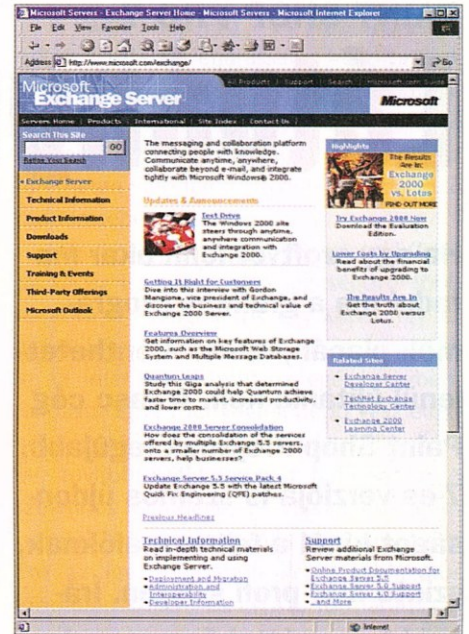 Microsoft Servers - Exchange Server Home - Microsoft Servers - Microsoft Internet Explorer
File Edit View Favorites Tools Help
Address http://www.microsoft.com/exchange/ Go
All Products | Support | Search | microsoft.com Guide
Microsoft
Exchange Server
Microsoft
Servers Home | Products | International | Site Index | Contact Us |
Search This Site
GO
Refine Your Search
Exchange Server
Technical Information
Product Information
Downloads
Support
Training & Events
Third-Party Offerings
Microsoft Outlook
The messaging and collaboration platform
connecting people with knowledge.
Communicate anytime, anywhere,
collaborate beyond e-mail, and integrate
tightly with Microsoft Windows® 2000.
Updates & Announcements
Test Drive
The Windows 2000 site
steers through anytime,
anywhere communication
and integration with
Exchange 2000.
Getting It Right for Customers
Dive into this interview with Gordon
Mangione, vice president of Exchange, and
discover the business and technical value of
Exchange 2000 Server.
Features Overview
Get information on key features of Exchange
2000, such as the Microsoft Web Storage
System and Multiple Message Databases.
Quantum Leaps
Study this Giga analysis that determined
Exchange 2000 could help Quantum achieve
faster time to market, increased productivity,
and lower costs.
Exchange 2000 Server Consolidation
How does the consolidation of the services
offered by multiple Exchange 5.5 servers,
onto a smaller number of Exchange 2000
servers, help businesses?
Exchange Server 5.5 Service Pack 4
Update Exchange 5.5 with the latest Microsoft
Quick Fix Engineering (QFE) patches.
Previous Headlines
Highlights
The Results
Are In:
Exchange
2000
vs. Lotus
FIND OUT MORE
Try Exchange 2000 Now
Download the Evaluation
Edition.
Lower Costs by Upgrading
Read about the financial
benefits of upgrading to
Exchange 2000.
The Results Are In
Get the truth about
Exchange 2000 versus
Lotus.
Related Sites
Exchange Server
Developer Center
TechNet Exchange
Technology Center
Exchange 2000
Learning Center
Technical Information
Read in-depth technical materials
on implementing and using
Exchange Server.
Deployment and Migration
Administration and
Interoperability
Developer Information
Support
Review additional Exchange
Server materials from Microsoft.
Online Product Documentation for
Exchange Server 5.5
Exchange Server 5.0 Support
Exchange Server 4.0 Support
...and More
Internet